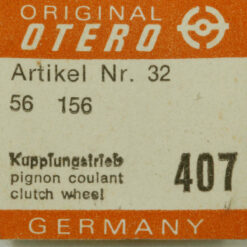 ORIGINAL
OTERO
Artikel Nr. 32
56 156
Kupplungstrieb
pignon coulant
clutch wheel
407
GERMANY